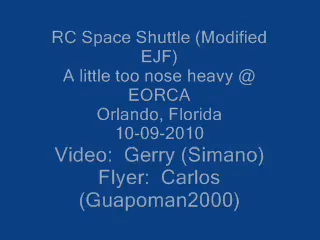 RC Space Shuttle (Modified
EJF)
A little too nose heavy @
EORCA
Orlando, Florida
10-09-2010
Video:  Gerry (Simano)
Flyer:  Carlos
(Guapoman2000)